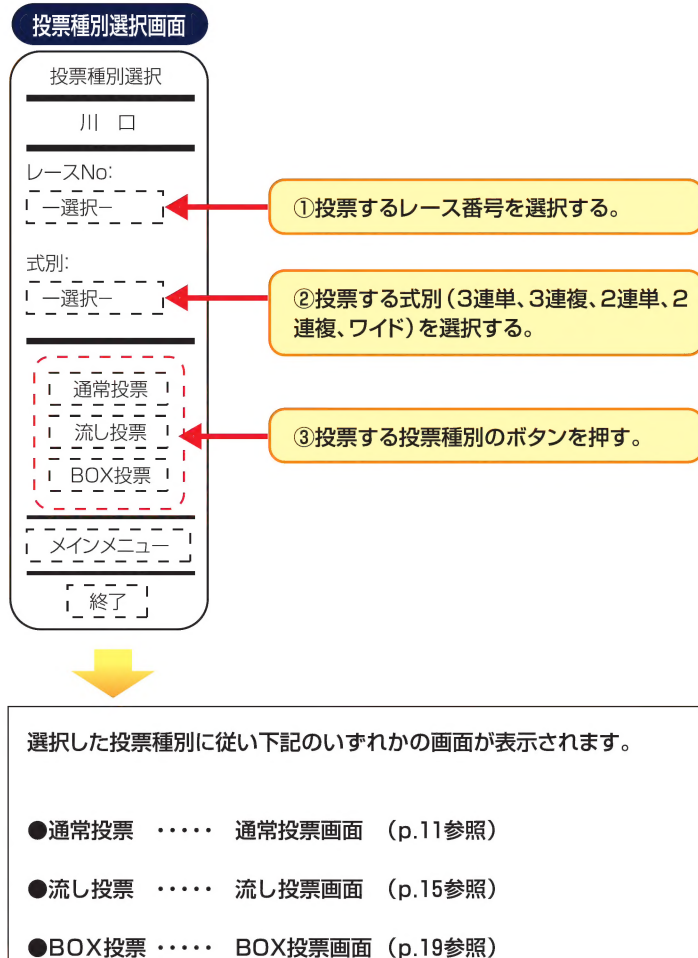 投票種別選択画面
投票種別選択
川　口
レースNo:
ー選択ー
①投票するレース番号を選択する。
式別:
ー選択ー
②投票する式別（3連単、3連複、2連単、2
連複、ワイド）を選択する。
通常投票
流し投票
BOX投票
③投票する投票種別のボタンを押す。
メインメニュー
終了
選択した投票種別に従い下記のいずれかの画面が表示されます。
●通常投票　・・・・・　通常投票画面　（p.11参照）
●流し投票　・・・・・　流し投票画面　（p.15参照）
●BOX投票 ・・・・・　BOX投票画面　（p.19参照）